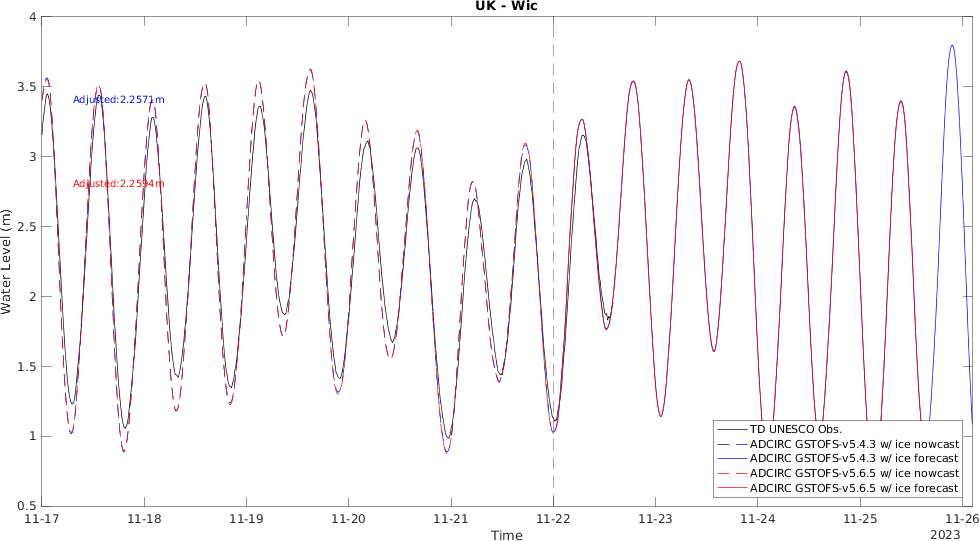 UK - Wic
4
3.5
3
2.5
2
1.5
1
0.5
Water Level (m)
Adjusted:2.2571m
Adjusted:2.2594m
TD UNESCO Obs.
ADCIRC GSTOFS-v5.4.3 w/ ice nowcast
ADCIRC GSTOFS-v5.4.3 w/ ice forecast
ADCIRC GSTOFS-v5.6.5 w/ ice nowcast
ADCIRC GSTOFS-v5.6.5 w/ ice forecast
11-17 11-18 11-19 11-20 11-21 11-22 11-23 11-24 11-25 11-26
Time
2023